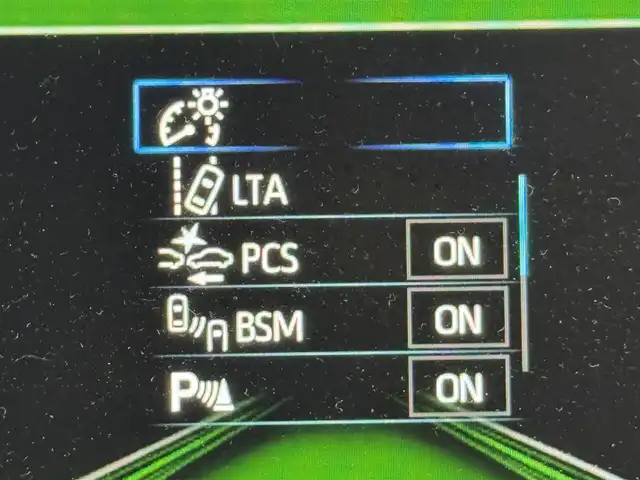 LTA
PCS ON
BSM ON
P ON